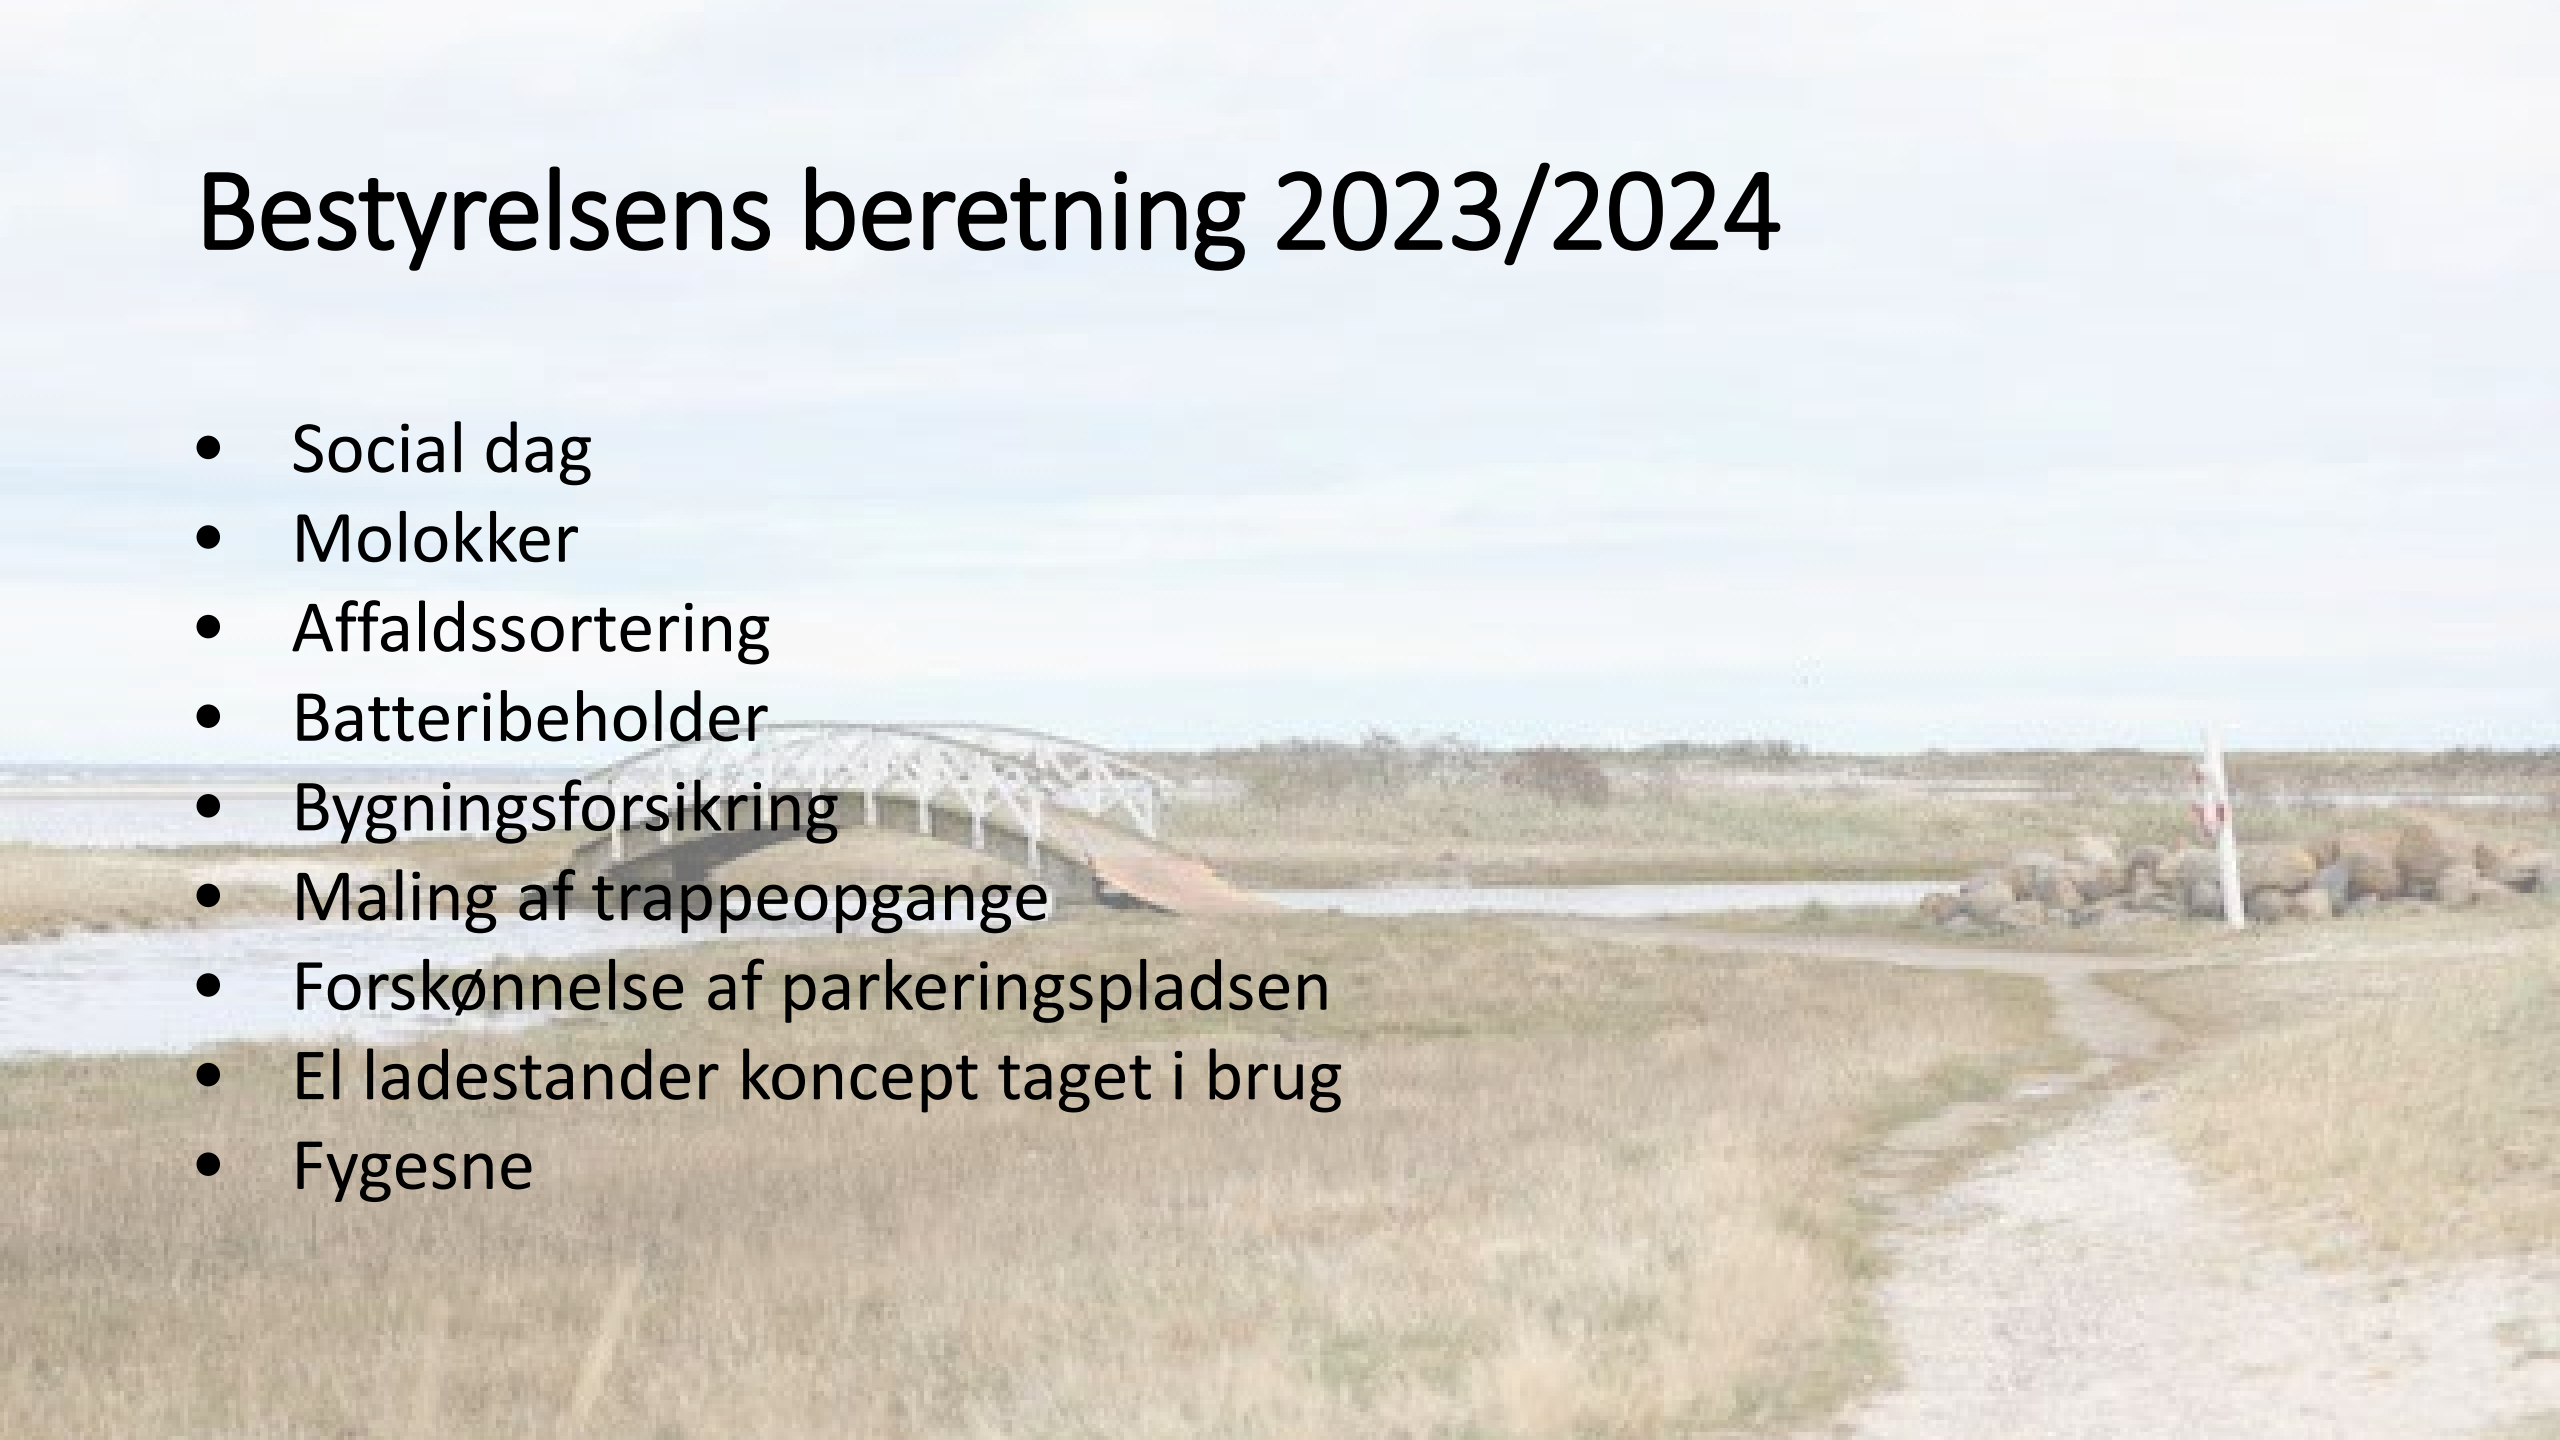 Bestyrelsens beretning 2023/2024
• Social dag
• Molokker
• Affaldssortering
• Batteribeholder
• Bygningsforsikring
• Maling af trappeopgange
• Forskønnelse af parkeringspladsen
• El ladestander koncept taget i brug
• Fygesne